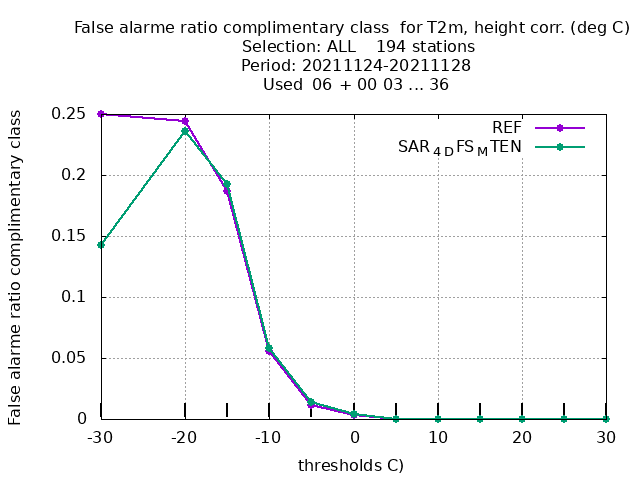 False alarme ratio complimentary class  for T2m, height corr. (deg C)
Selection: ALL    194 stations
Period: 20211124-20211128
Used  06 + 00 03 ... 36
REF
SAR4DFSMTEN
False alarme ratio complimentary class
0.25
0.2
0.15
0.1
0.05
0
-30 -20 -10 0 10 20 30
thresholds C)